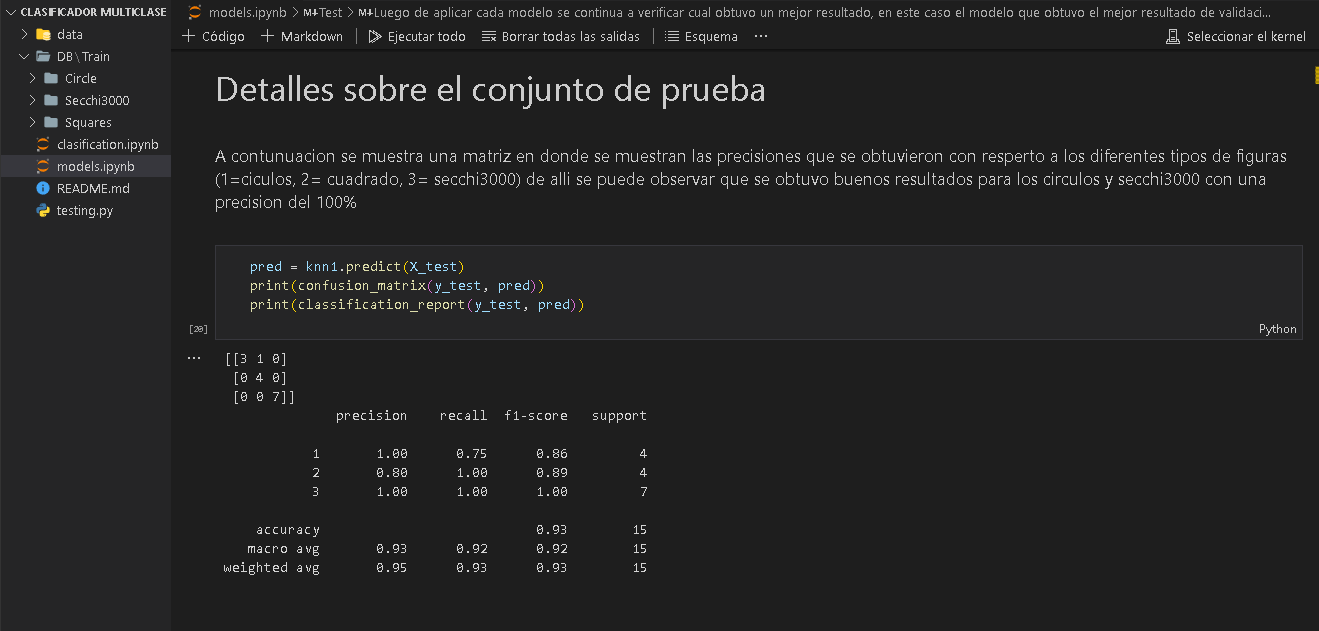 CLASIFICADOR MULTICLASE
data
DB\Train
Circle
Secchi3000
Squares
clasification.ipynb
models.ipynb
README.md
testing.py
models.ipynb > M↓Test > M↓Luego de aplicar cada modelo se continua a verificar cual obtuvo un mejor resultado, en este caso el modelo que obtuvo el mejor resultado de validaci...
+ Código + Markdown Ejecutar todo Borrar todas las salidas Esquema ... Seleccionar el kernel
Detalles sobre el conjunto de prueba
A contunuacion se muestra una matriz en donde se muestran las precisiones que se obtuvieron con resperto a los diferentes tipos de figuras
(1=ciculos, 2= cuadrado, 3= secchi3000) de alli se puede observar que se obtuvo buenos resultados para los circulos y secchi3000 con una
precision del 100%
pred = knn1.predict(X_test)
print(confusion_matrix(y_test, pred))
print(classification_report(y_test, pred))
[20]
Python
...
[[3 1 0]
[0 4 0]
[0 0 7]]
precision recall f1-score support
1 1.00 0.75 0.86 4
2 0.80 1.00 0.89 4
3 1.00 1.00 1.00 7
accuracy 0.93 15
macro avg 0.93 0.92 0.92 15
weighted avg 0.95 0.93 0.93 15